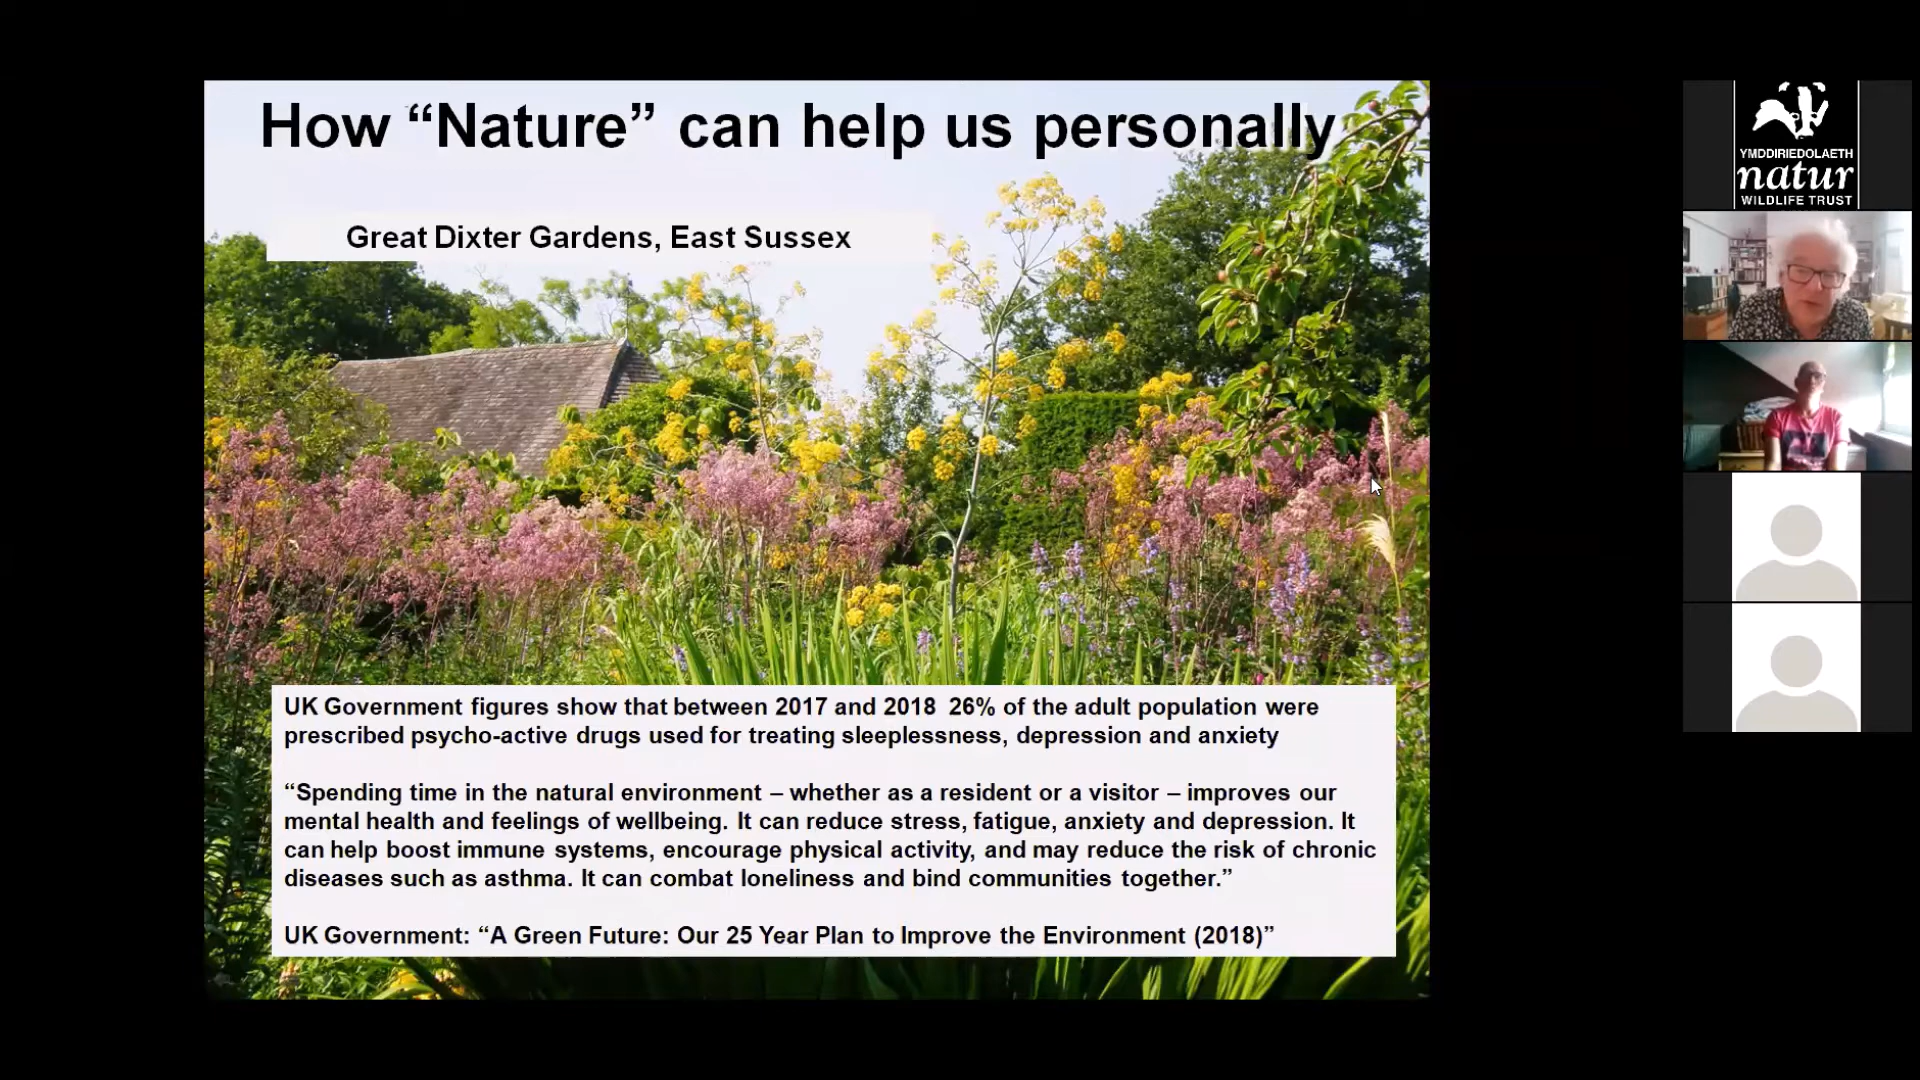 How “Nature” can help us personally
Great Dixter Gardens, East Sussex
UK Government figures show that between 2017 and 2018  26% of the adult population were
prescribed psycho-active drugs used for treating sleeplessness, depression and anxiety
“Spending time in the natural environment – whether as a resident or a visitor – improves our
mental health and feelings of wellbeing. It can reduce stress, fatigue, anxiety and depression. It
can help boost immune systems, encourage physical activity, and may reduce the risk of chronic
diseases such as asthma. It can combat loneliness and bind communities together.”
UK Government: “A Green Future: Our 25 Year Plan to Improve the Environment (2018)”
YMDDIRIEDOLAETH
natur
WILDLIFE TRUST